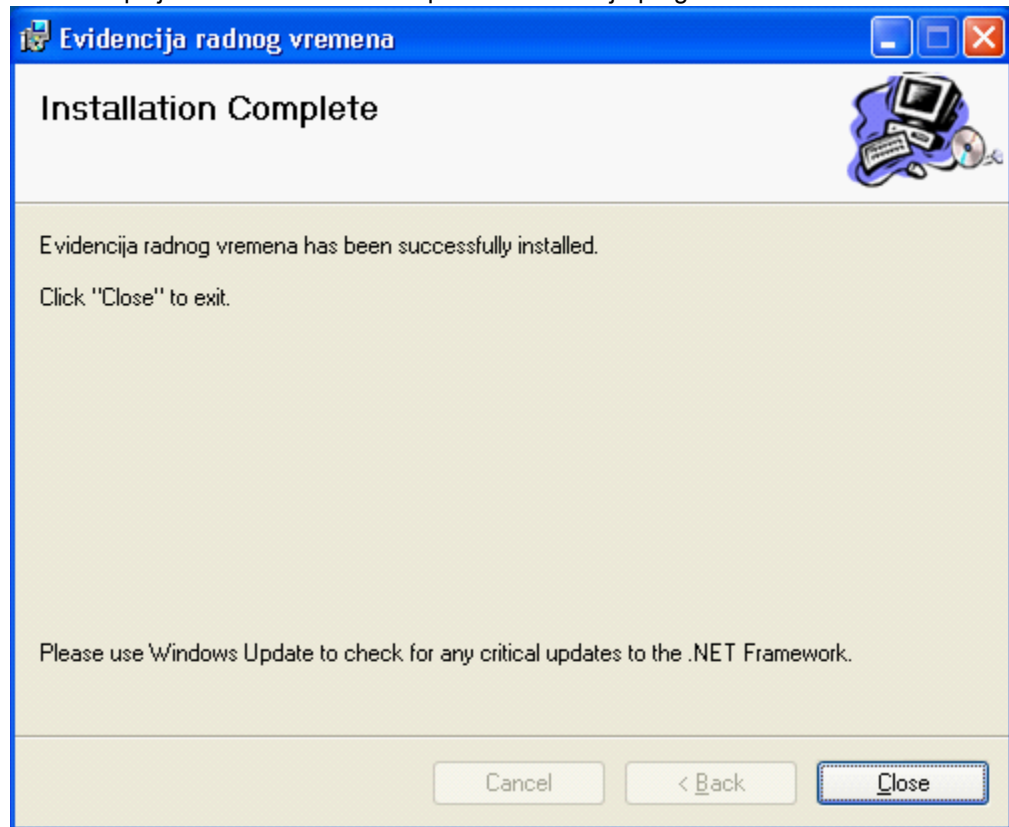 Evidencija radnog vremena
Installation Complete
Evidencija radnog vremena has been successfully installed.
Click "Close" to exit.
Please use Windows Update to check for any critical updates to the .NET Framework.
Cancel
< Back
Close